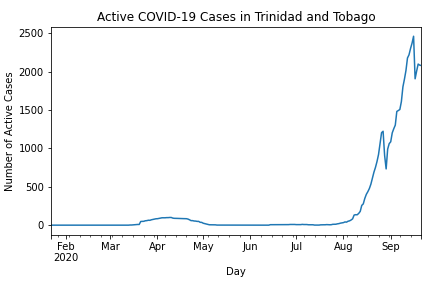 Active COVID-19 Cases in Trinidad and Tobago
Number of Active Cases
2500
2000
1500
1000
500
0
Feb Mar Apr May Jun Jul Aug Sep
2020
Day